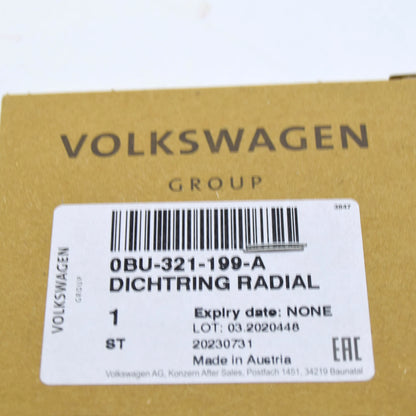 VOLKSWAGEN
GROUP
3847
VOLKSWAGEN
GROUP
0BU-321-199-A
DICHTRING RADIAL
1 Expiry date: NONE
LOT: 03.2020448
ST 20230731
Made in Austria
EAC
Volkswagen AG, Konzern After Sales, Postfach 1451, 34219 Baunatal